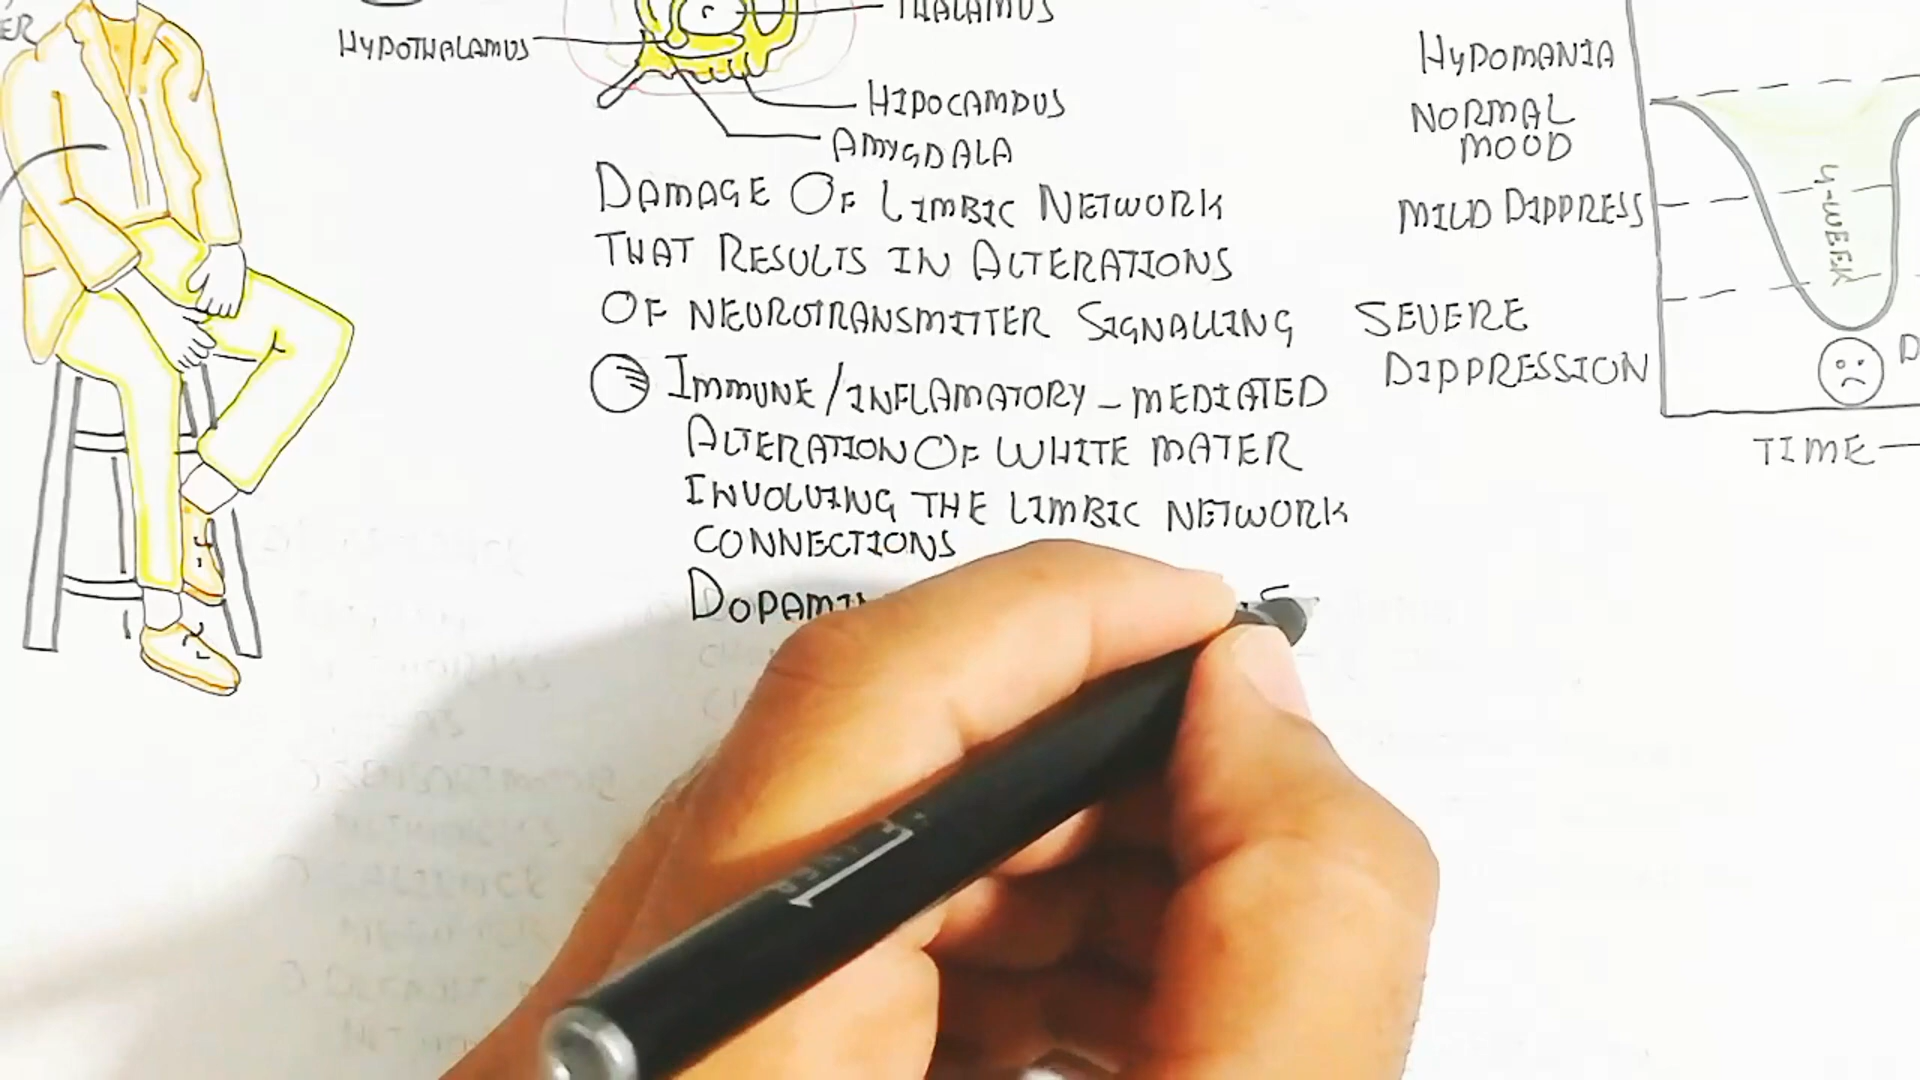 HYPOTHALAMUS
THALAMUS
HIPOCAMPUS
AMYGDALA
DAMAGE OF LIMBIC NETWORK
THAT RESULTS IN ALTERATIONS
OF NEUROTRANSMITTER SIGNALLING
IMMUNE/INFLAMATORY-MEDIATED
ALTERATION OF WHITE MATER
INVOLVING THE LIMBIC NETWORK
CONNECTIONS
HYPOMANIA
NORMAL
MOOD
MILD DIPPRESS
SEVERE
DIPPRESSION
4-WEEK
TIME